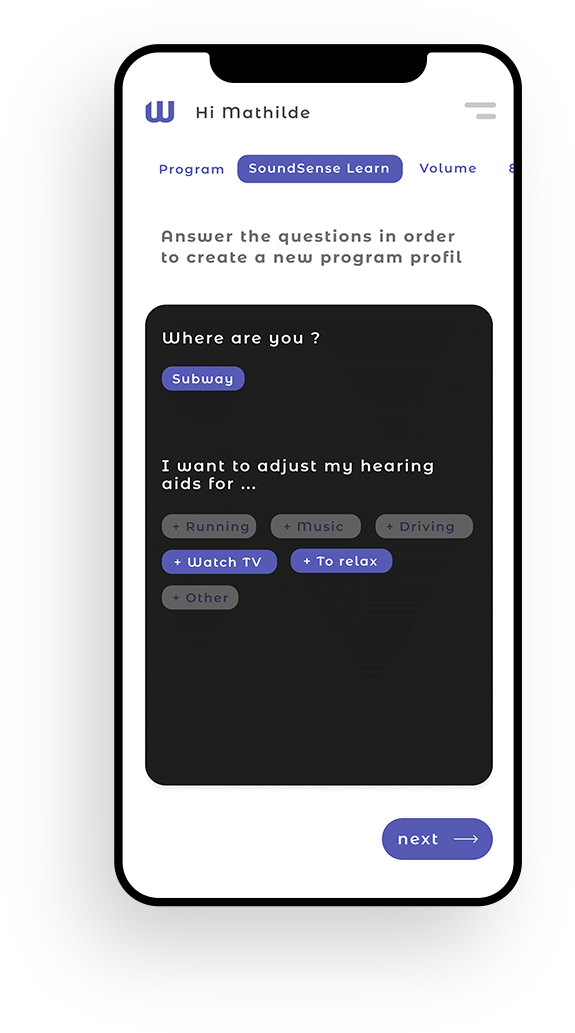 W Hi Mathilde
Program SoundSense Learn Volume
Answer the questions in order
to create a new program profil
Where are you ?
Subway
I want to adjust my hearing
aids for ...
+ Running + Music + Driving
+ Watch TV + To relax
+ Other
next